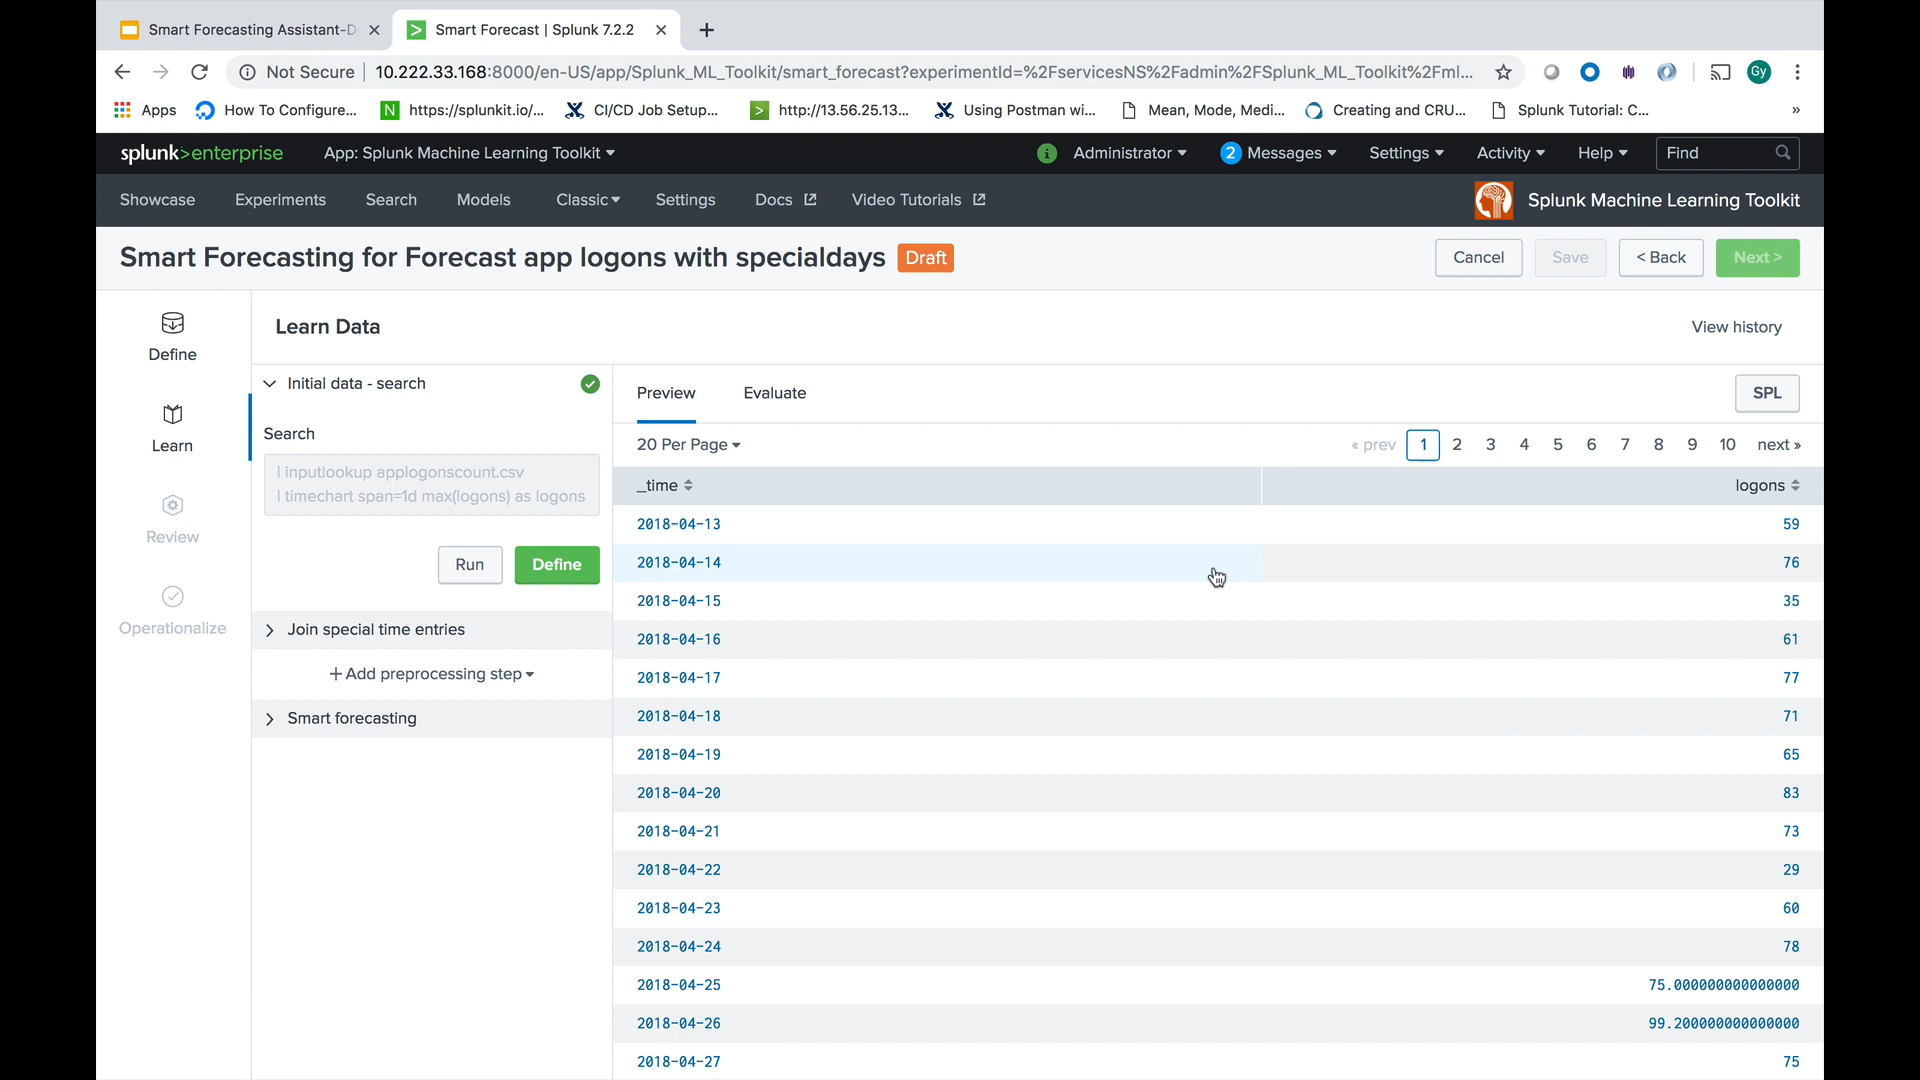 Smart Forecasting Assistant-D
Smart Forecast | Splunk 7.2.2
Not Secure | 10.222.33.168:8000/en-US/app/Splunk_ML_Toolkit/smart_forecast?experimentId=%2FservicesNS%2Fadmin%2FSplunk_ML_Toolkit%2Fml...
Gy
Apps How To Configure... N https://splunkit.io/... CI/CD Job Setup... > http://13.56.25.13... Using Postman wi... Mean, Mode, Medi... Creating and CRU... Splunk Tutorial: C... »
splunk>enterprise App: Splunk Machine Learning Toolkit i Administrator 2 Messages Settings Activity Help Find
Showcase Experiments Search Models Classic Settings Docs Video Tutorials Splunk Machine Learning Toolkit
Smart Forecasting for Forecast app logons with specialdays Draft Cancel Save < Back Next >
Define
Learn
Review
Operationalize
Learn Data View history
Initial data - search
Search
| inputlookup applogonscount.csv
| timechart span=1d max(logons) as logons
Run Define
Join special time entries
+ Add preprocessing step
Smart forecasting
Preview Evaluate SPL
20 Per Page « prev 1 2 3 4 5 6 7 8 9 10 next »
_time logons
2018-04-13 59
2018-04-14 76
2018-04-15 35
2018-04-16 61
2018-04-17 77
2018-04-18 71
2018-04-19 65
2018-04-20 83
2018-04-21 73
2018-04-22 29
2018-04-23 60
2018-04-24 78
2018-04-25 75.000000000000000
2018-04-26 99.200000000000000
2018-04-27 75